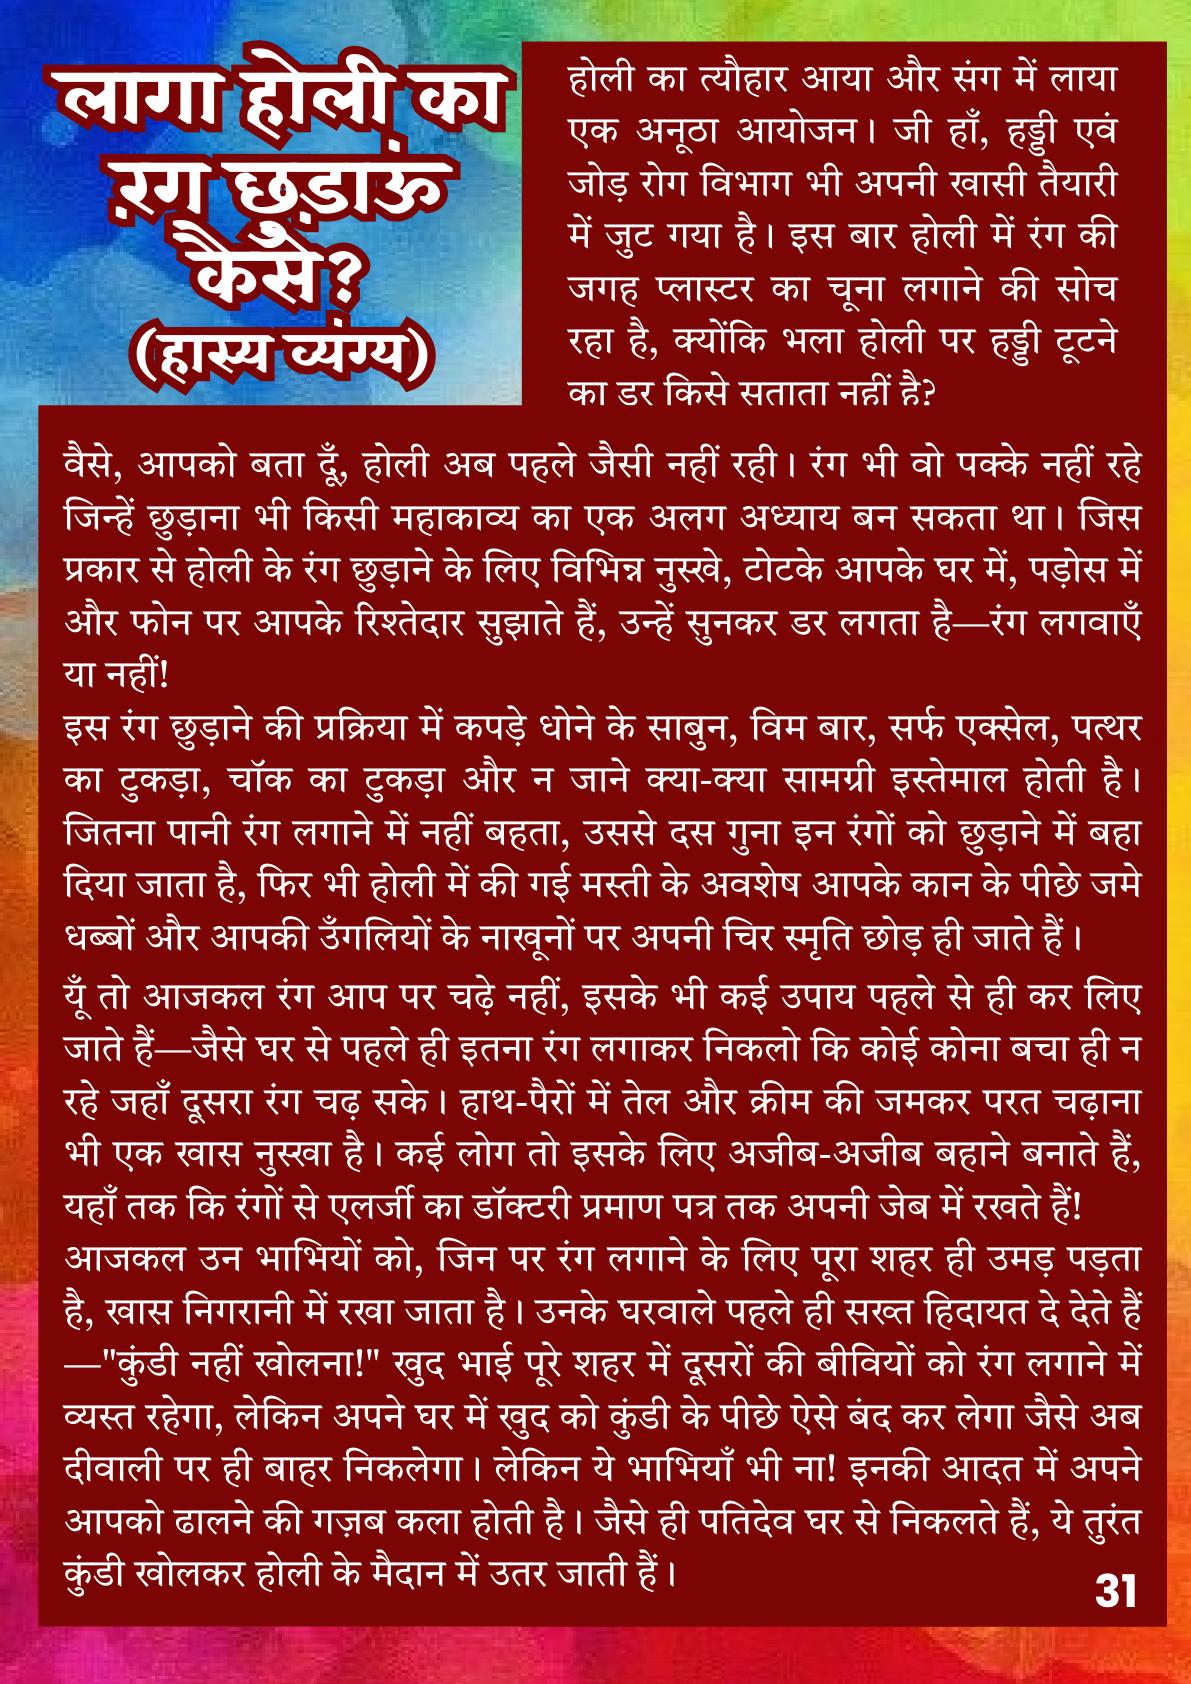 लागा होली का
रंग छुड़ाऊं
कैसे?
(हास्य व्यंग्य)
होली का त्यौहार आया और संग में लाया
एक अनूठा आयोजन। जी हाँ, हड्डी एवं
जोड़ रोग विभाग भी अपनी खासी तैयारी
में जुट गया है। इस बार होली में रंग की
जगह प्लास्टर का चूना लगाने की सोच
रहा है, क्योंकि भला होली पर हड्डी टूटने
का डर किसे सताता नहीं है?
वैसे, आपको बता दूँ, होली अब पहले जैसी नहीं रही। रंग भी वो पक्के नहीं रहे
जिन्हें छुड़ाना भी किसी महाकाव्य का एक अलग अध्याय बन सकता था। जिस
प्रकार से होली के रंग छुड़ाने के लिए विभिन्न नुस्खे, टोटके आपके घर में, पड़ोस में
और फोन पर आपके रिश्तेदार सुझाते हैं, उन्हें सुनकर डर लगता है—रंग लगवाएँ
या नहीं!
इस रंग छुड़ाने की प्रक्रिया में कपड़े धोने के साबुन, विम बार, सर्फ एक्सेल, पत्थर
का टुकड़ा, चॉक का टुकड़ा और न जाने क्या-क्या सामग्री इस्तेमाल होती है।
जितना पानी रंग लगाने में नहीं बहता, उससे दस गुना इन रंगों को छुड़ाने में बहा
दिया जाता है, फिर भी होली में की गई मस्ती के अवशेष आपके कान के पीछे जमे
धब्बों और आपकी उँगलियों के नाखूनों पर अपनी चिर स्मृति छोड़ ही जाते हैं।
यूँ तो आजकल रंग आप पर चढ़े नहीं, इसके भी कई उपाय पहले से ही कर लिए
जाते हैं—जैसे घर से पहले ही इतना रंग लगाकर निकलो कि कोई कोना बचा ही न
रहे जहाँ दूसरा रंग चढ़ सके। हाथ-पैरों में तेल और क्रीम की जमकर परत चढ़ाना
भी एक खास नुस्खा है। कई लोग तो इसके लिए अजीब-अजीब बहाने बनाते हैं,
यहाँ तक कि रंगों से एलर्जी का डॉक्टरी प्रमाण पत्र तक अपनी जेब में रखते हैं!
आजकल उन भाभियों को, जिन पर रंग लगाने के लिए पूरा शहर ही उमड़ पड़ता
है, खास निगरानी में रखा जाता है। उनके घरवाले पहले ही सख्त हिदायत दे देते हैं
—"कुंडी नहीं खोलना!" खुद भाई पूरे शहर में दूसरों की बीवियों को रंग लगाने में
व्यस्त रहेगा, लेकिन अपने घर में खुद को कुंडी के पीछे ऐसे बंद कर लेगा जैसे अब
दीवाली पर ही बाहर निकलेगा। लेकिन ये भाभियाँ भी ना! इनकी आदत में अपने
आपको ढालने की गज़ब कला होती है। जैसे ही पतिदेव घर से निकलते हैं, ये तुरंत
कुंडी खोलकर होली के मैदान में उतर जाती हैं।
31